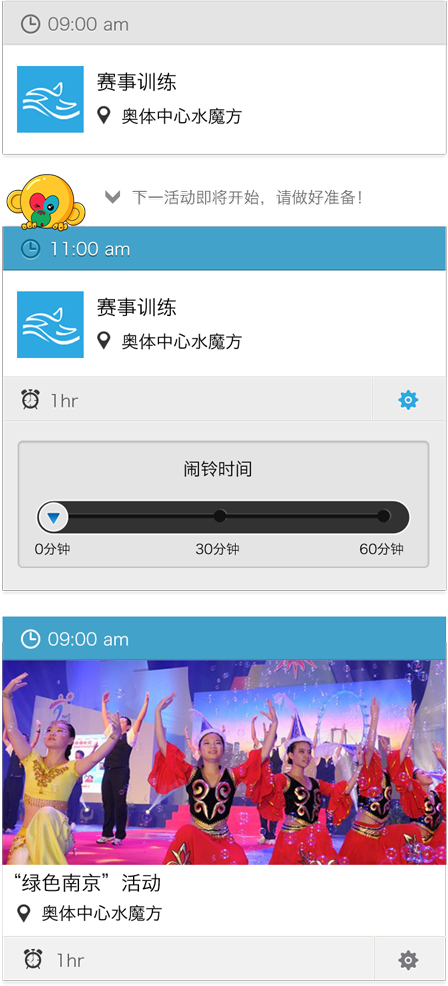 09:00 am
赛事训练
奥体中心水魔方
下一活动即将开始，请做好准备！
11:00 am
赛事训练
奥体中心水魔方
1hr
闹铃时间
0分钟 30分钟 60分钟
09:00 am
“绿色南京”活动
奥体中心水魔方
1hr